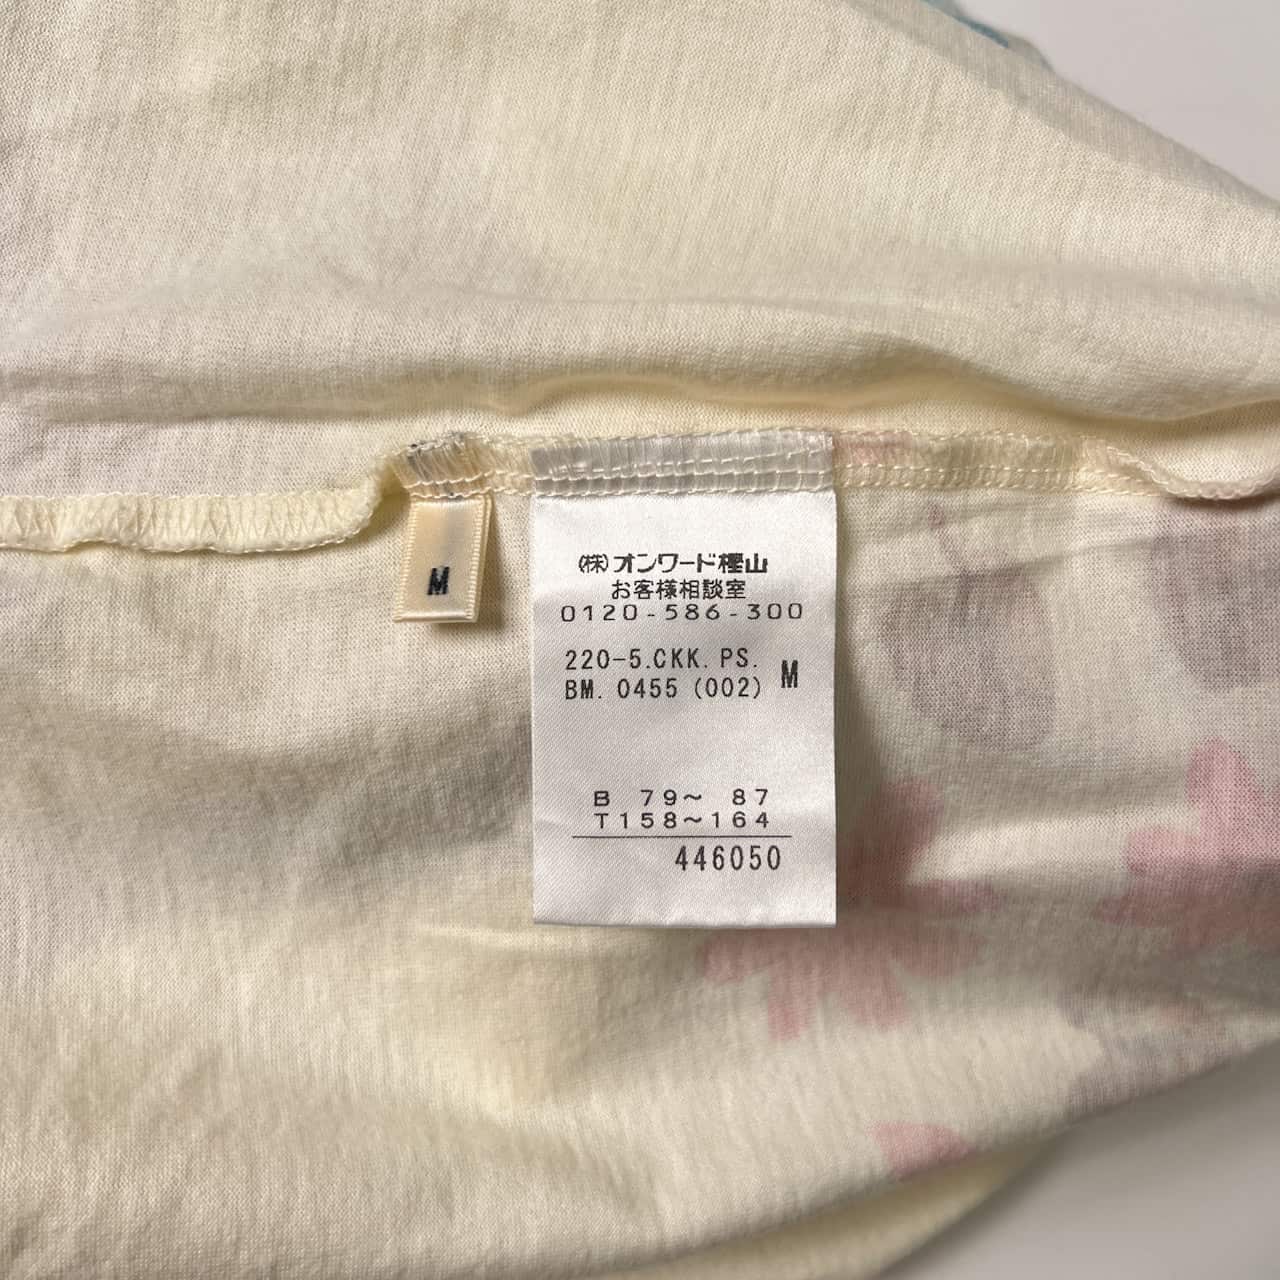 M
(株)オンワード樫山
お客様相談室
0120-586-300
220-5.CKK.PS.
BM.0455(002) M
B 79~ 87
T158~164
446050